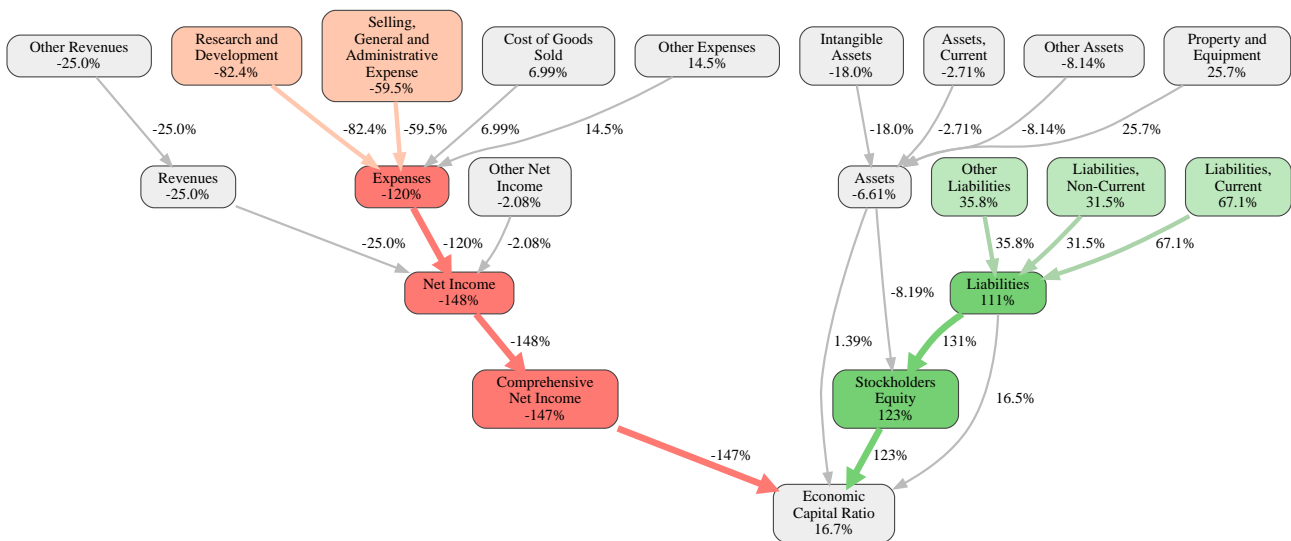 Other Revenues
-25.0%
Research and
Development
-82.4%
Selling,
General and
Administrative
Expense
-59.5%
Cost of Goods
Sold
6.99%
Other Expenses
14.5%
Intangible
Assets
-18.0%
Assets,
Current
-2.71%
Other Assets
-8.14%
Property and
Equipment
25.7%
-25.0%
-82.4%
-59.5%
6.99%
14.5%
-18.0%
-2.71%
-8.14%
25.7%
Revenues
-25.0%
Expenses
-120%
Other Net
Income
-2.08%
Assets
-6.61%
Other
Liabilities
35.8%
Liabilities,
Non-Current
31.5%
Liabilities,
Current
67.1%
-25.0%
-120%
-2.08%
35.8%
31.5%
67.1%
Net Income
-148%
-8.19%
Liabilities
111%
-148%
1.39%
131%
Comprehensive
Net Income
-147%
Stockholders
Equity
123%
16.5%
-147%
123%
Economic
Capital Ratio
16.7%